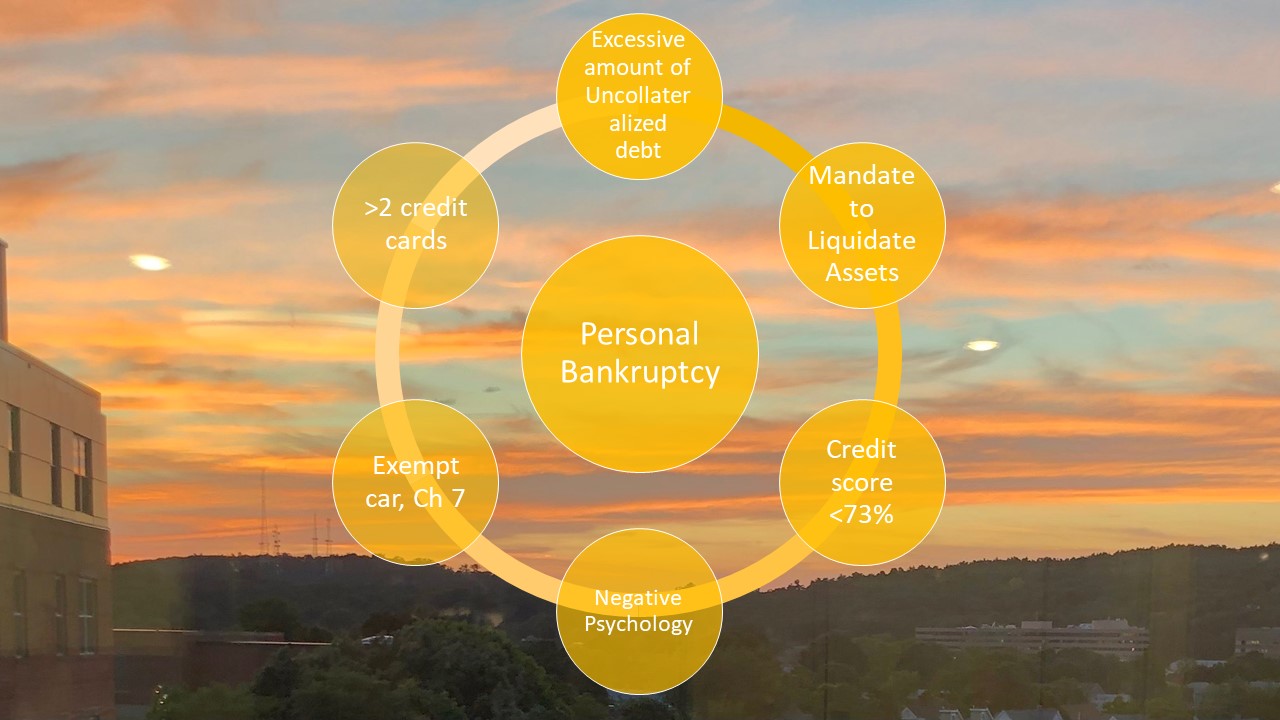 Excessive
amount of
Uncollater
alized
debt
Mandate
to
Liquidate
Assets
Credit
score
<73%
Negative
Psychology
Exempt
car, Ch 7
>2 credit
cards
Personal
Bankruptcy